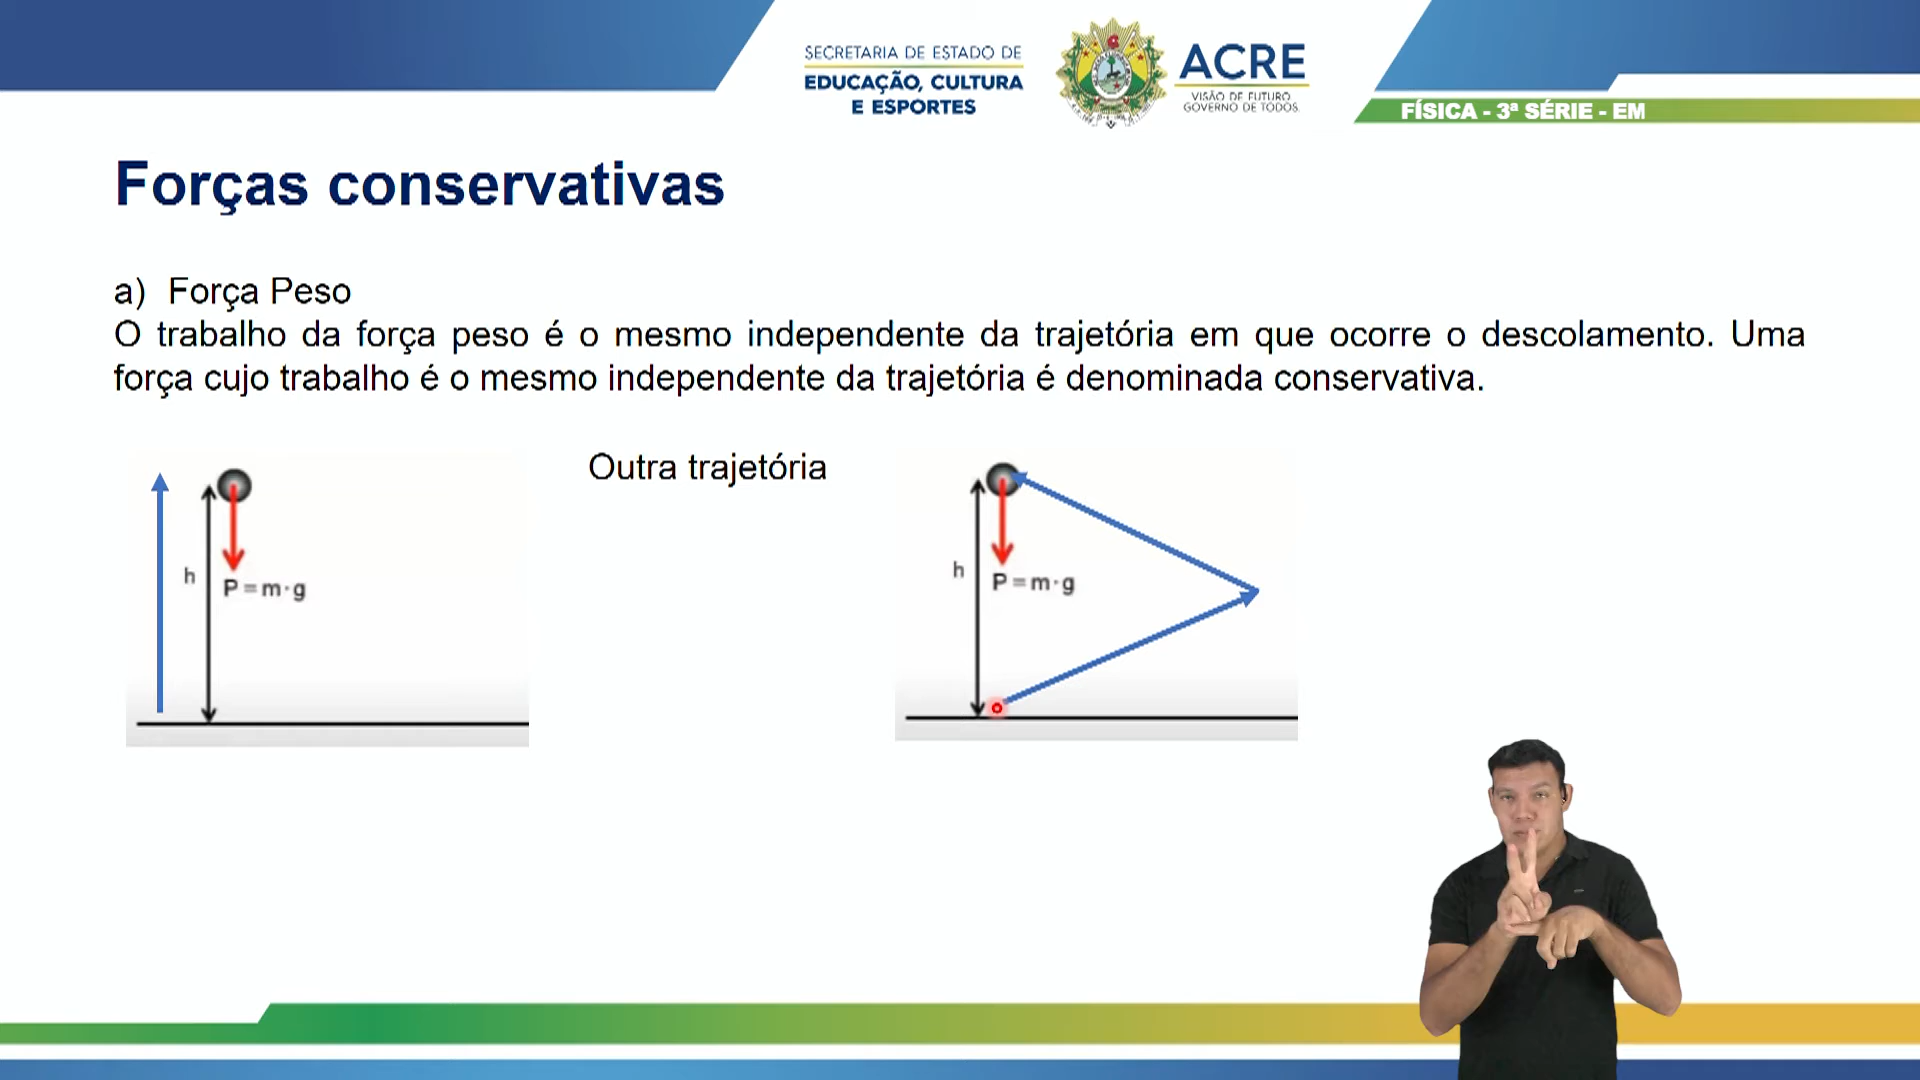 SECRETARIA DE ESTADO DE
EDUCAÇÃO, CULTURA
E ESPORTES
ACRE
VISÃO DE FUTURO
GOVERNO DE TODOS
FÍSICA - 3ª SÉRIE - EM
Forças conservativas
a) Força Peso
O trabalho da força peso é o mesmo independente da trajetória em que ocorre o descolamento. Uma
força cujo trabalho é o mesmo independente da trajetória é denominada conservativa.
Outra trajetória
h
P = m · g
h
P = m · g